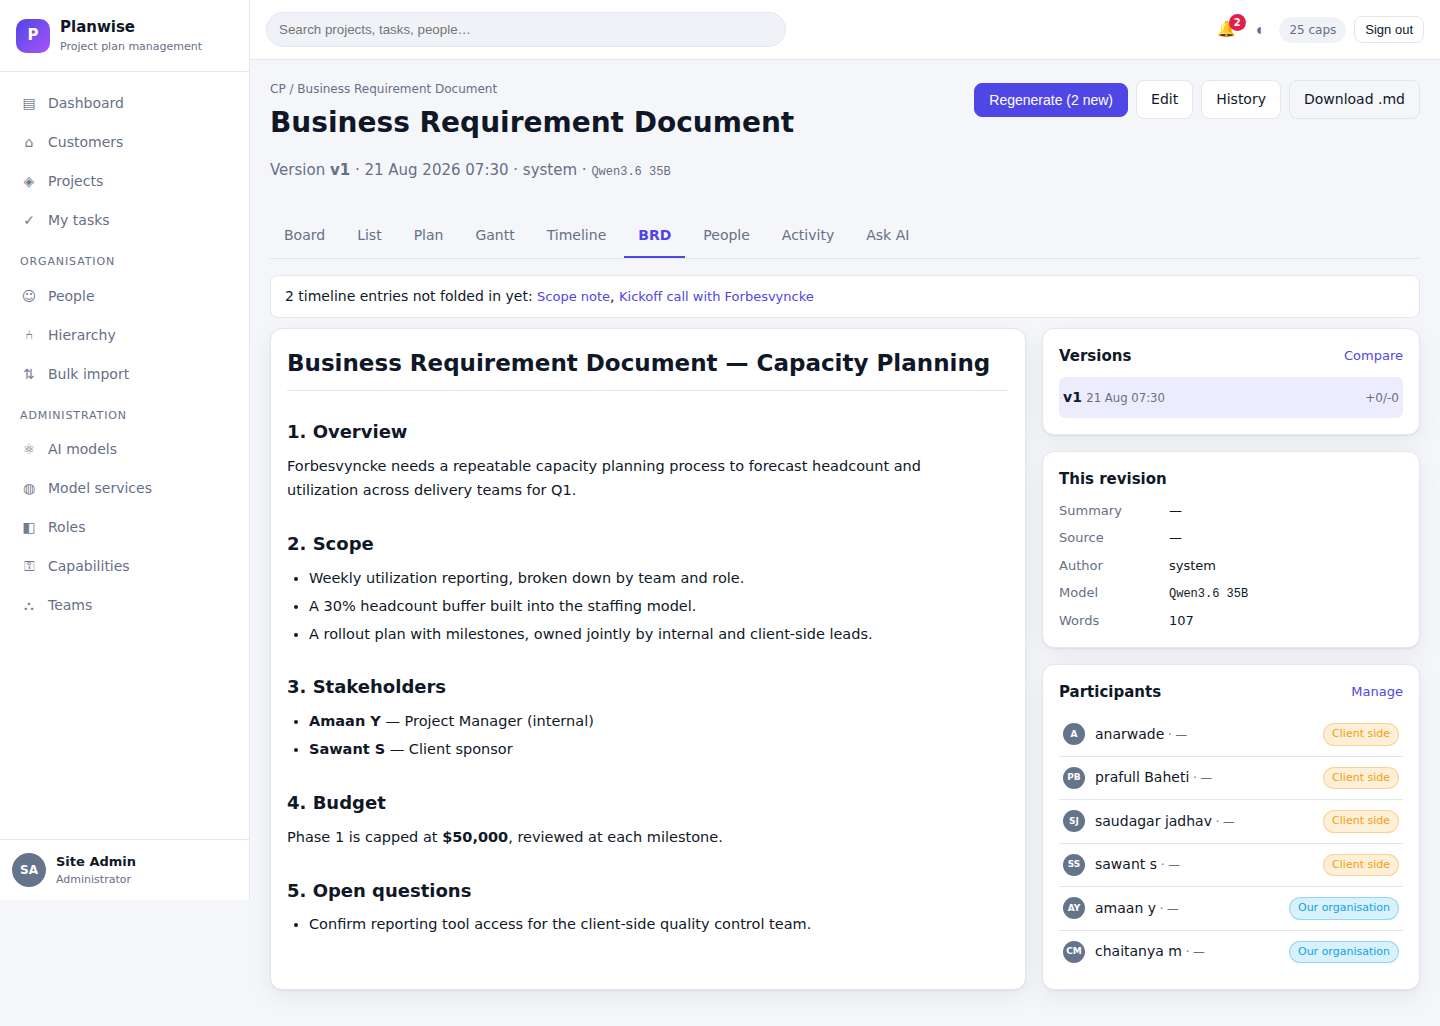 P
Planwise
Project plan management
Search projects, tasks, people…
2
25 caps
Sign out
Dashboard
Customers
Projects
My tasks
ORGANISATION
People
Hierarchy
Bulk import
ADMINISTRATION
AI models
Model services
Roles
Capabilities
Teams
SA
Site Admin
Administrator
CP / Business Requirement Document
Business Requirement Document
Version v1 · 21 Aug 2026 07:30 · system · Qwen3.6 35B
Regenerate (2 new)
Edit
History
Download .md
Board List Plan Gantt Timeline BRD People Activity Ask AI
2 timeline entries not folded in yet: Scope note, Kickoff call with Forbesvyncke
Business Requirement Document — Capacity Planning
1. Overview
Forbesvyncke needs a repeatable capacity planning process to forecast headcount and
utilization across delivery teams for Q1.
2. Scope
• Weekly utilization reporting, broken down by team and role.
• A 30% headcount buffer built into the staffing model.
• A rollout plan with milestones, owned jointly by internal and client-side leads.
3. Stakeholders
• Amaan Y — Project Manager (internal)
• Sawant S — Client sponsor
4. Budget
Phase 1 is capped at $50,000, reviewed at each milestone.
5. Open questions
• Confirm reporting tool access for the client-side quality control team.
Versions Compare
v1 21 Aug 07:30 +0/-0
This revision
Summary —
Source —
Author system
Model Qwen3.6 35B
Words 107
Participants Manage
A anarwade · — Client side
PB prafull Baheti · — Client side
SJ saudagar jadhav · — Client side
SS sawant s · — Client side
AY amaan y · — Our organisation
CM chaitanya m · — Our organisation